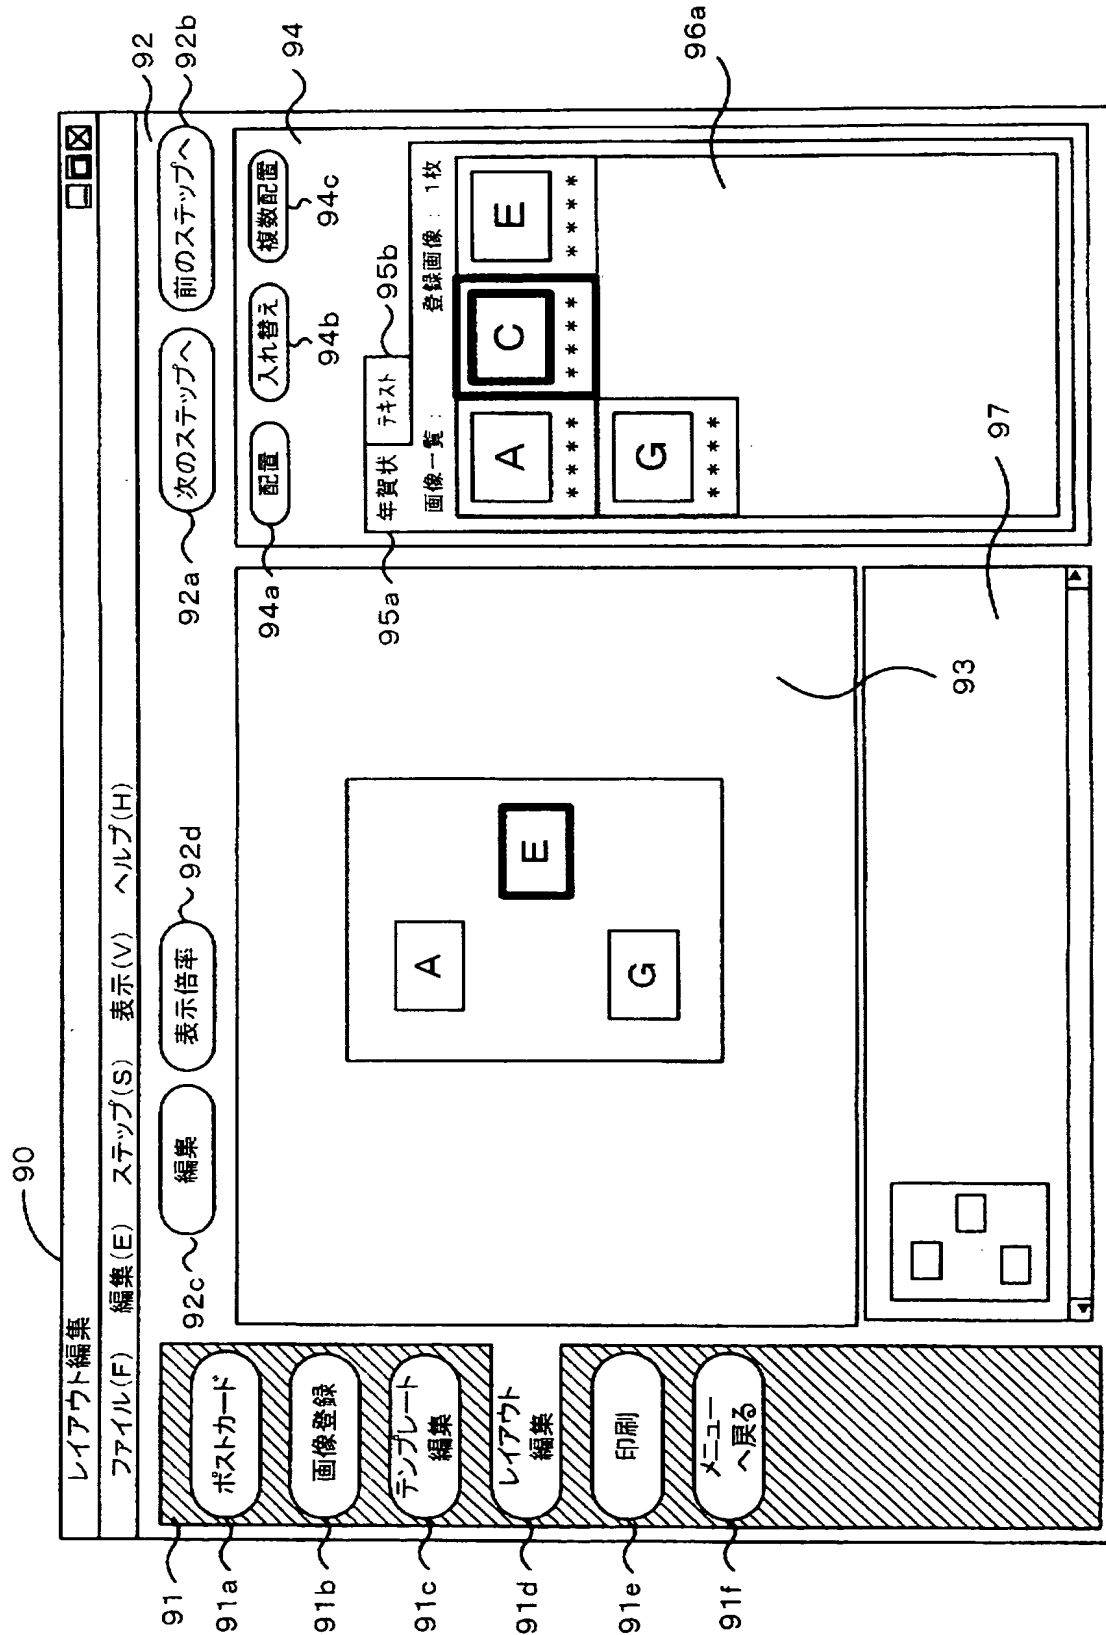 90
レイアウト編集
ファイル(F) 編集(E) ステップ(S) 表示(V) ヘルプ(H)
92
91
91a
ポストカード
91b
画像登録
91c
テンプレート
編集
91d
レイアウト
編集
91e
印刷
91f
メニュー
へ戻る
92c
編集
表示倍率
92d
92a
次のステップへ
前のステップへ
92b
94
94a
配置
入れ替え
94b
複数配置
94c
95a
年賀状
テキスト
95b
画像一覧: 登録画像:1枚
A
****
C
****
E
****
G
****
96a
A
E
G
93
97